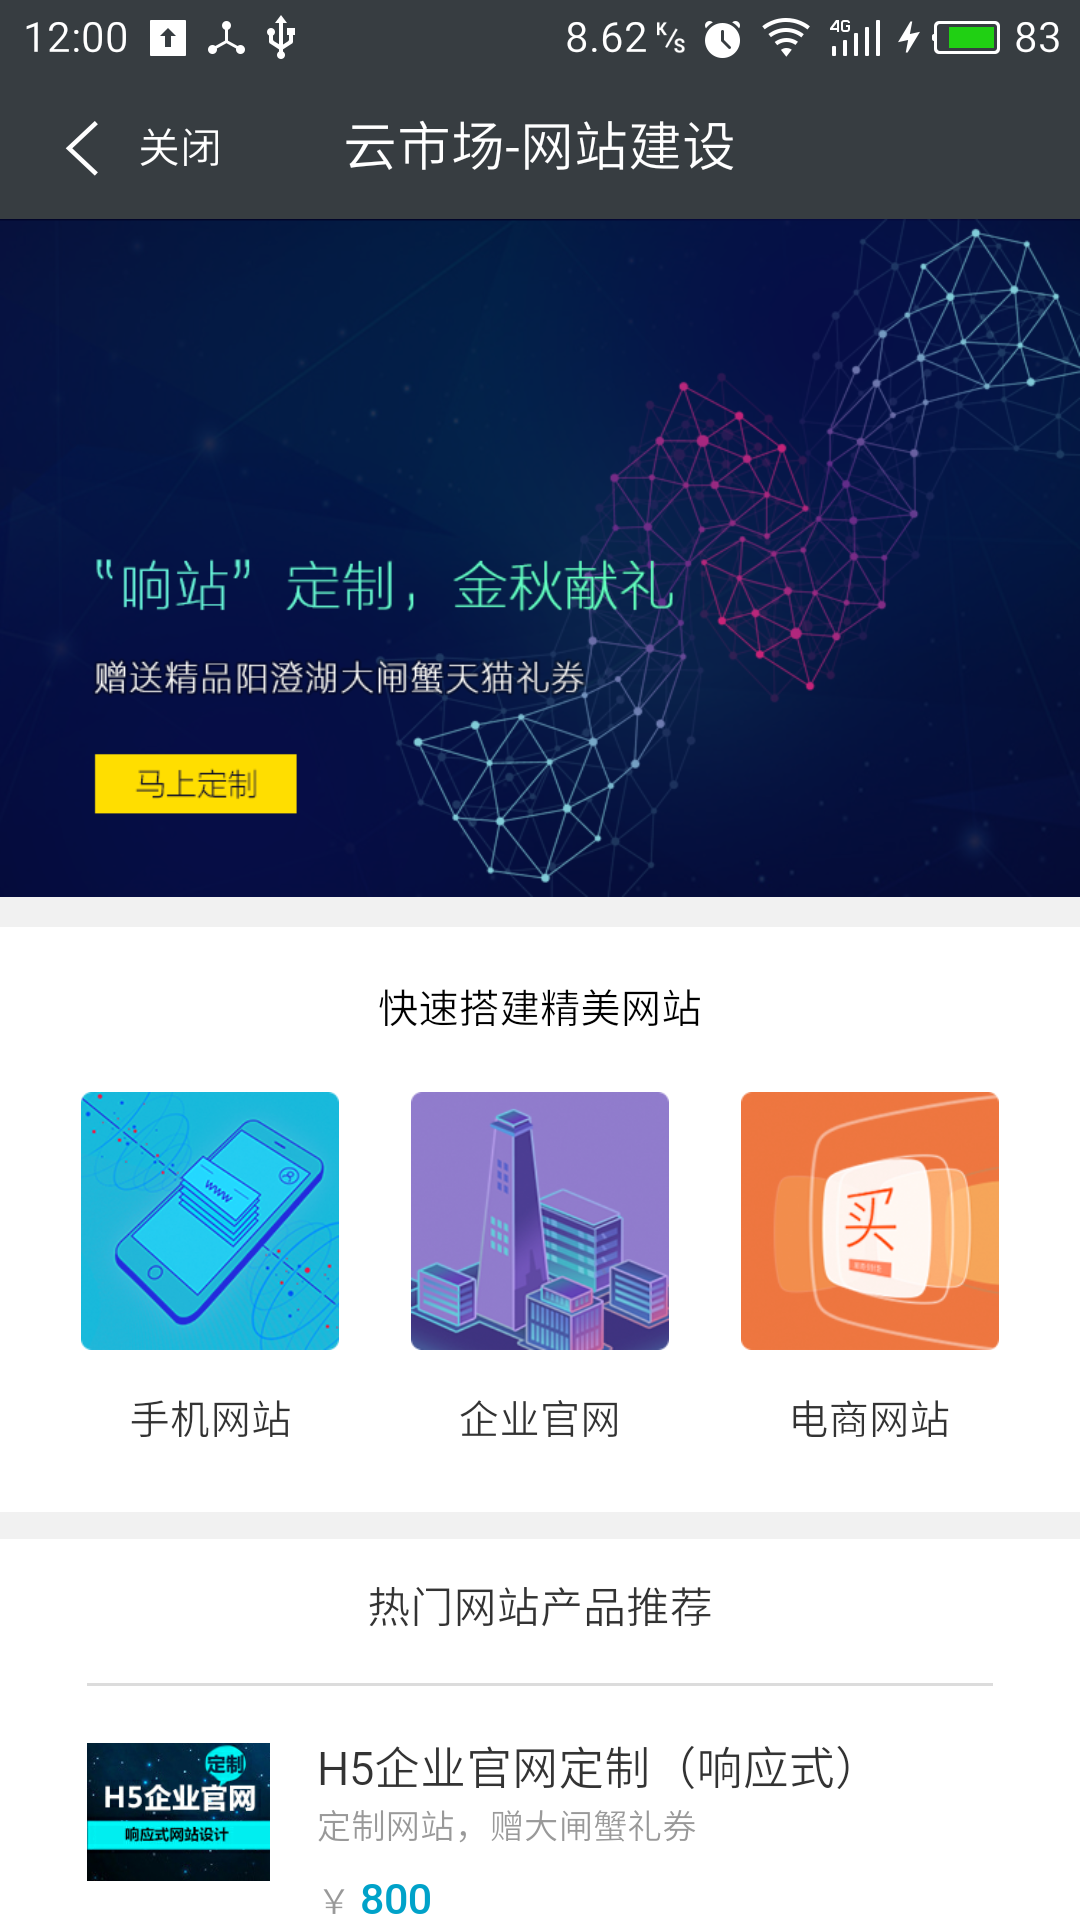 12:00 8.62 K/s 4G 83
关闭 云市场-网站建设
“响站”定制，金秋献礼
赠送精品阳澄湖大闸蟹天猫礼券
马上定制
快速搭建精美网站
www
买
手机网站 企业官网 电商网站
热门网站产品推荐
定制
H5企业官网
响应式网站设计
H5企业官网定制（响应式）
定制网站，赠大闸蟹礼券
¥ 800